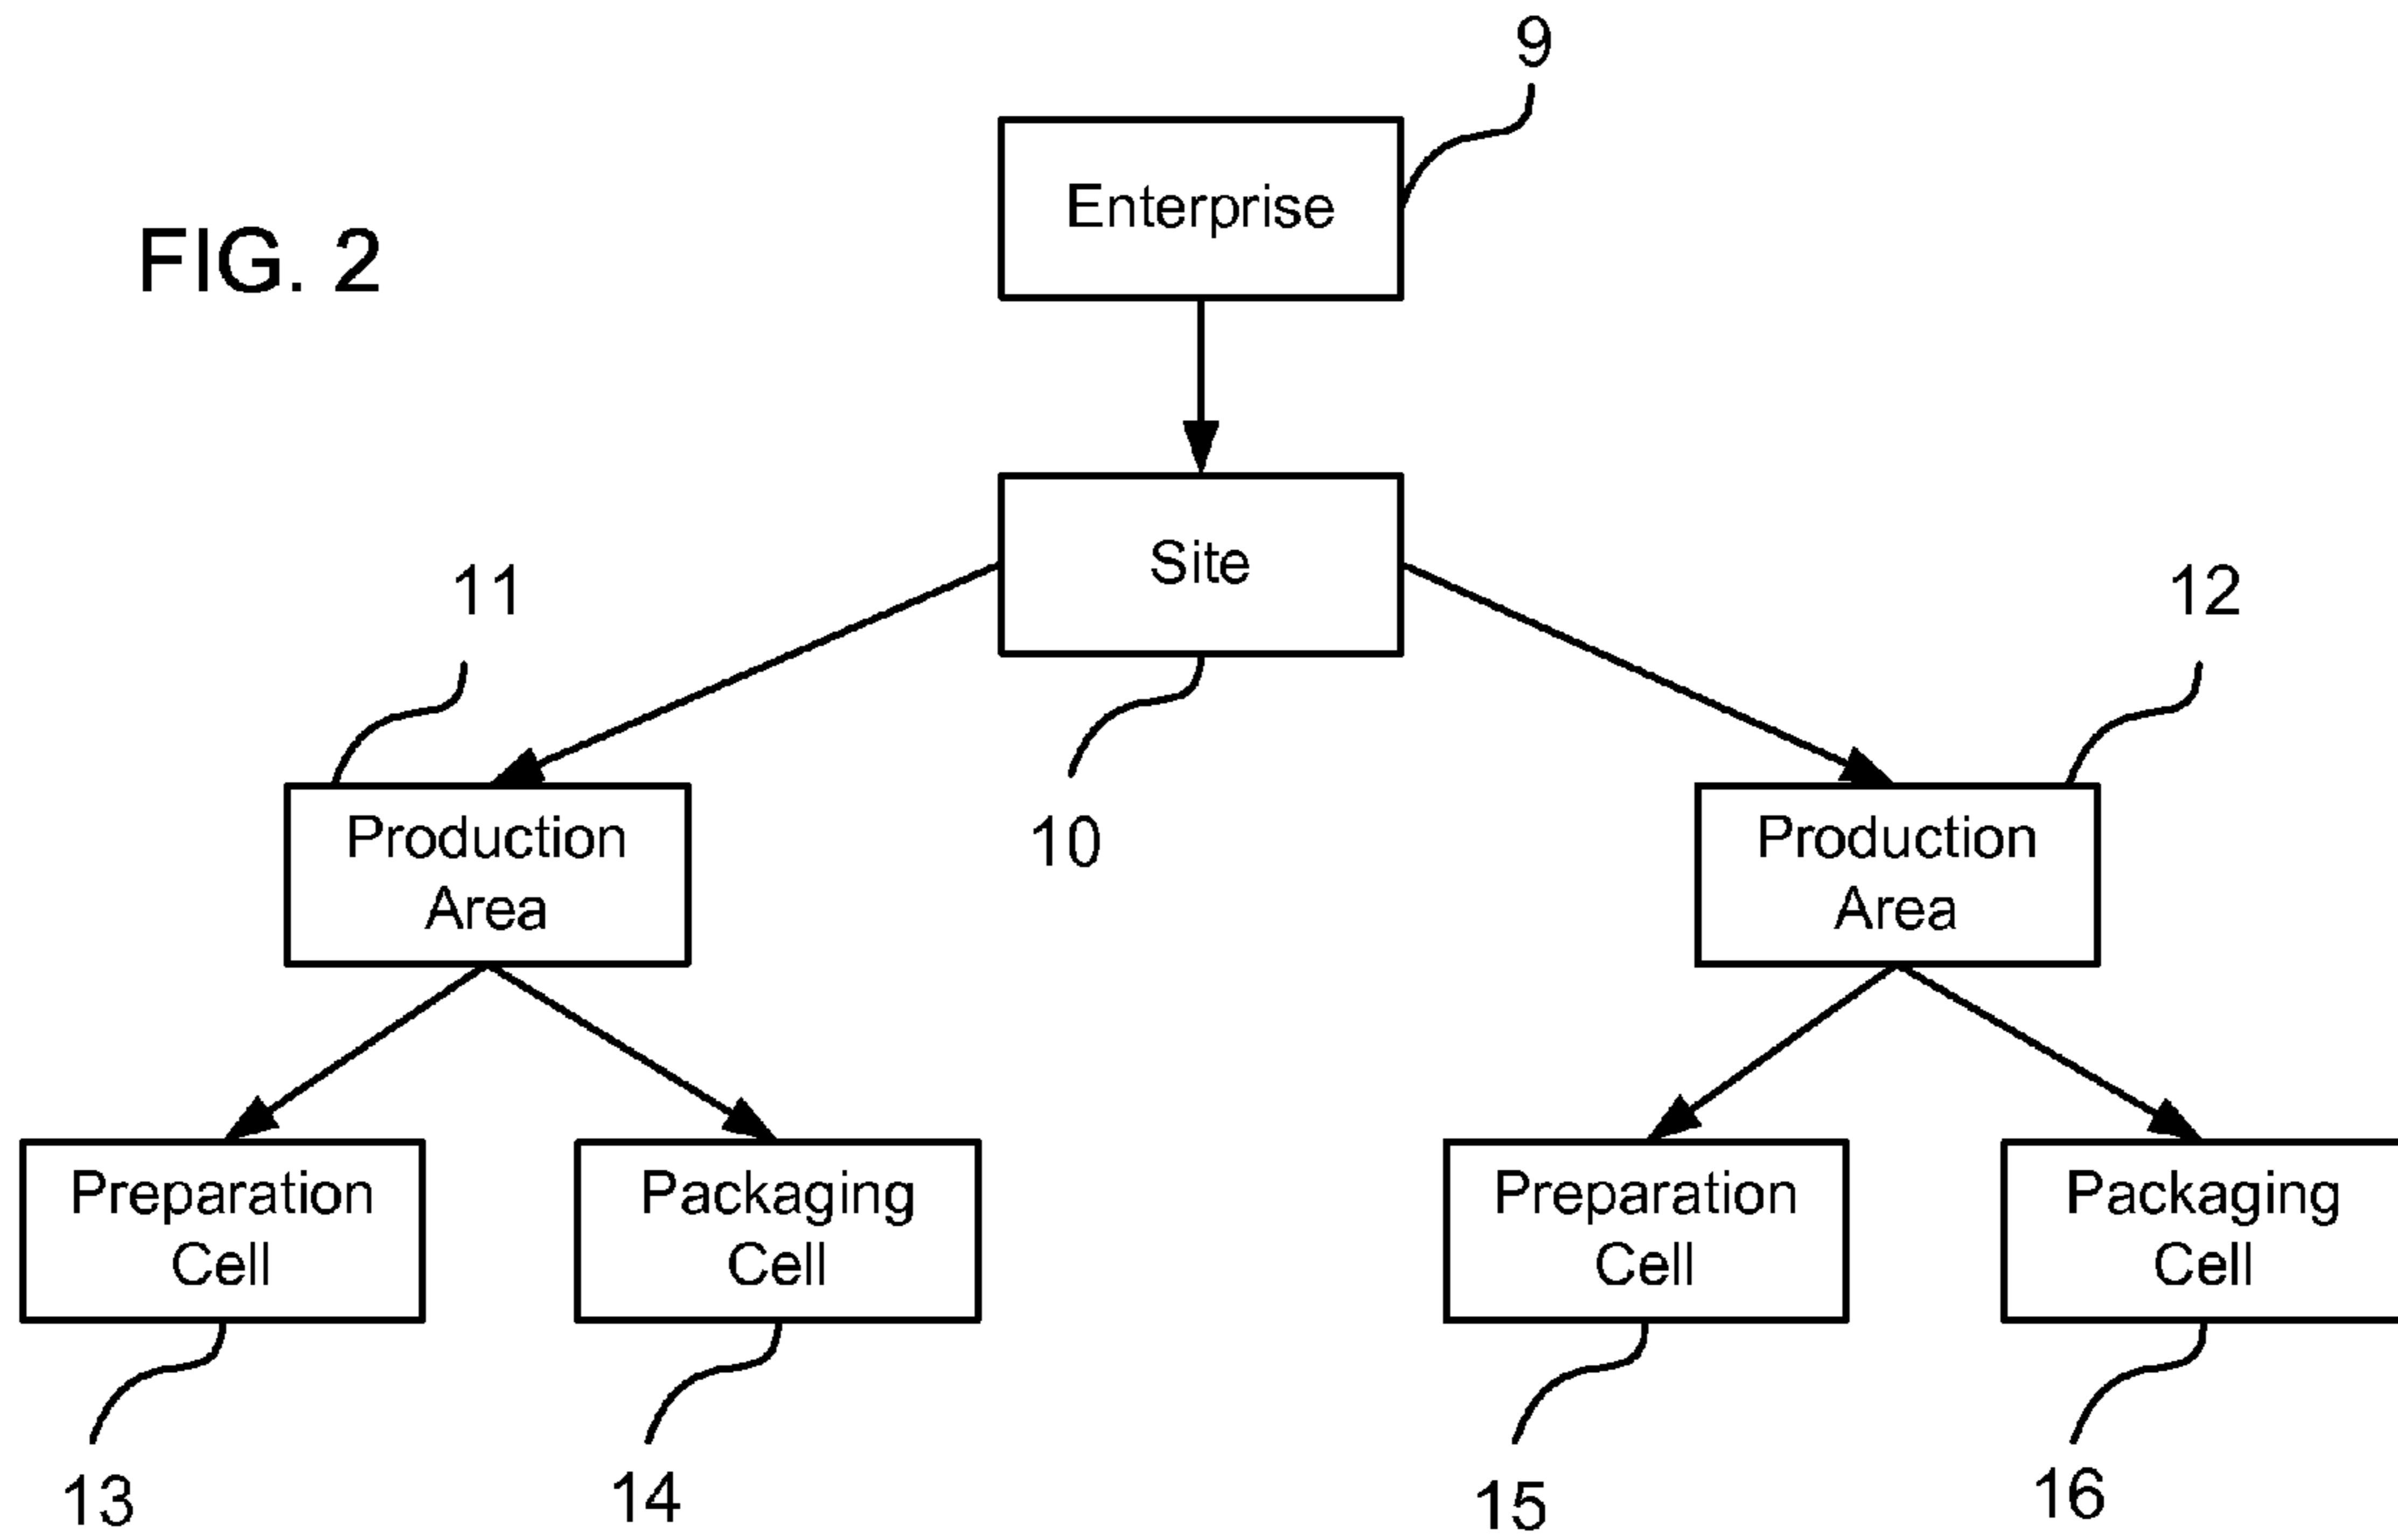 9
Enterprise
FIG. 2
Site
11
12
10
Production
Area
Production
Area
Preparation
Cell
Packaging
Cell
Preparation
Cell
Packaging
Cell
13
14
15
16